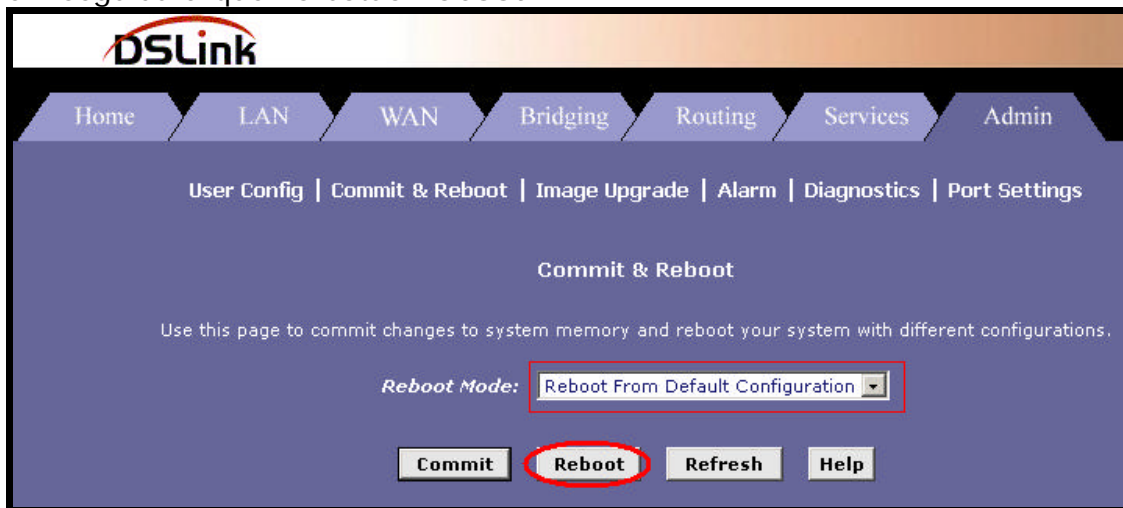 DSLink
Home LAN WAN Bridging Routing Services Admin
User Config | Commit & Reboot | Image Upgrade | Alarm | Diagnostics | Port Settings
Commit & Reboot
Use this page to commit changes to system memory and reboot your system with different configurations.
Reboot Mode: Reboot From Default Configuration
Commit Reboot Refresh Help